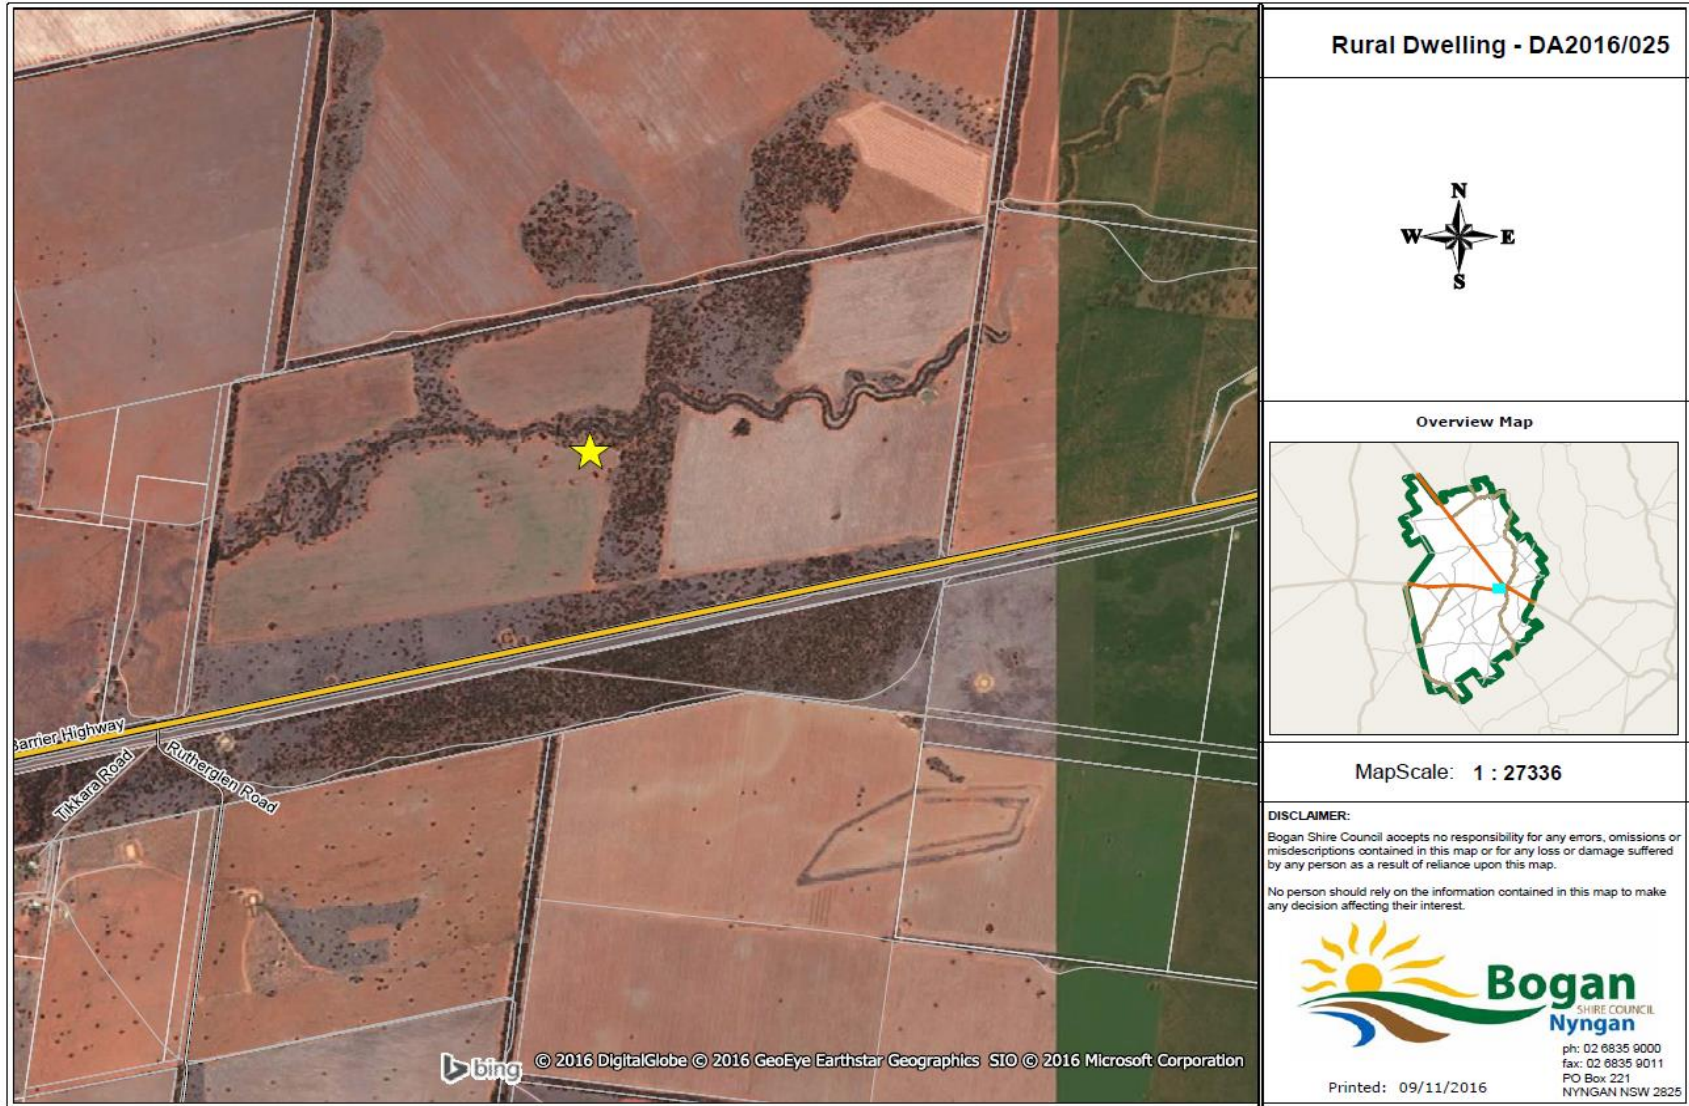 Rural Dwelling - DA2016/025
N
W E
S
Overview Map
MapScale: 1 : 27336
DISCLAIMER:
Bogan Shire Council accepts no responsibility for any errors, omissions or
misdescriptions contained in this map or for any loss or damage suffered
by any person as a result of reliance upon this map.
No person should rely on the information contained in this map to make
any decision affecting their interest.
Bogan
SHIRE COUNCIL
Nyngan
ph: 02 6835 9000
fax: 02 6835 9011
PO Box 221
NYNGAN NSW 2825
Printed: 09/11/2016
Barrier Highway
Tikkara Road
Rutherglen Road
bing © 2016 DigitalGlobe © 2016 GeoEye Earthstar Geographics SIO © 2016 Microsoft Corporation